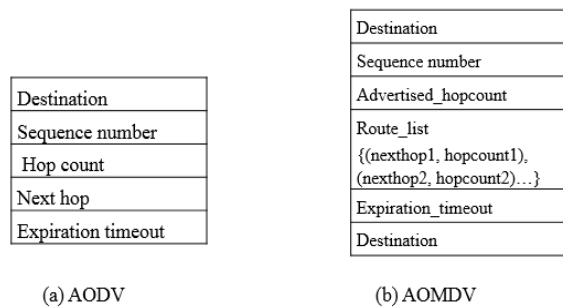 Destination
Sequence number
Hop count
Next hop
Expiration timeout
(a) AODV
Destination
Sequence number
Advertised_hopcount
Route_list
{(nexthop1, hopcount1),
(nexthop2, hopcount2)…}
Expiration_timeout
Destination
(b) AOMDV